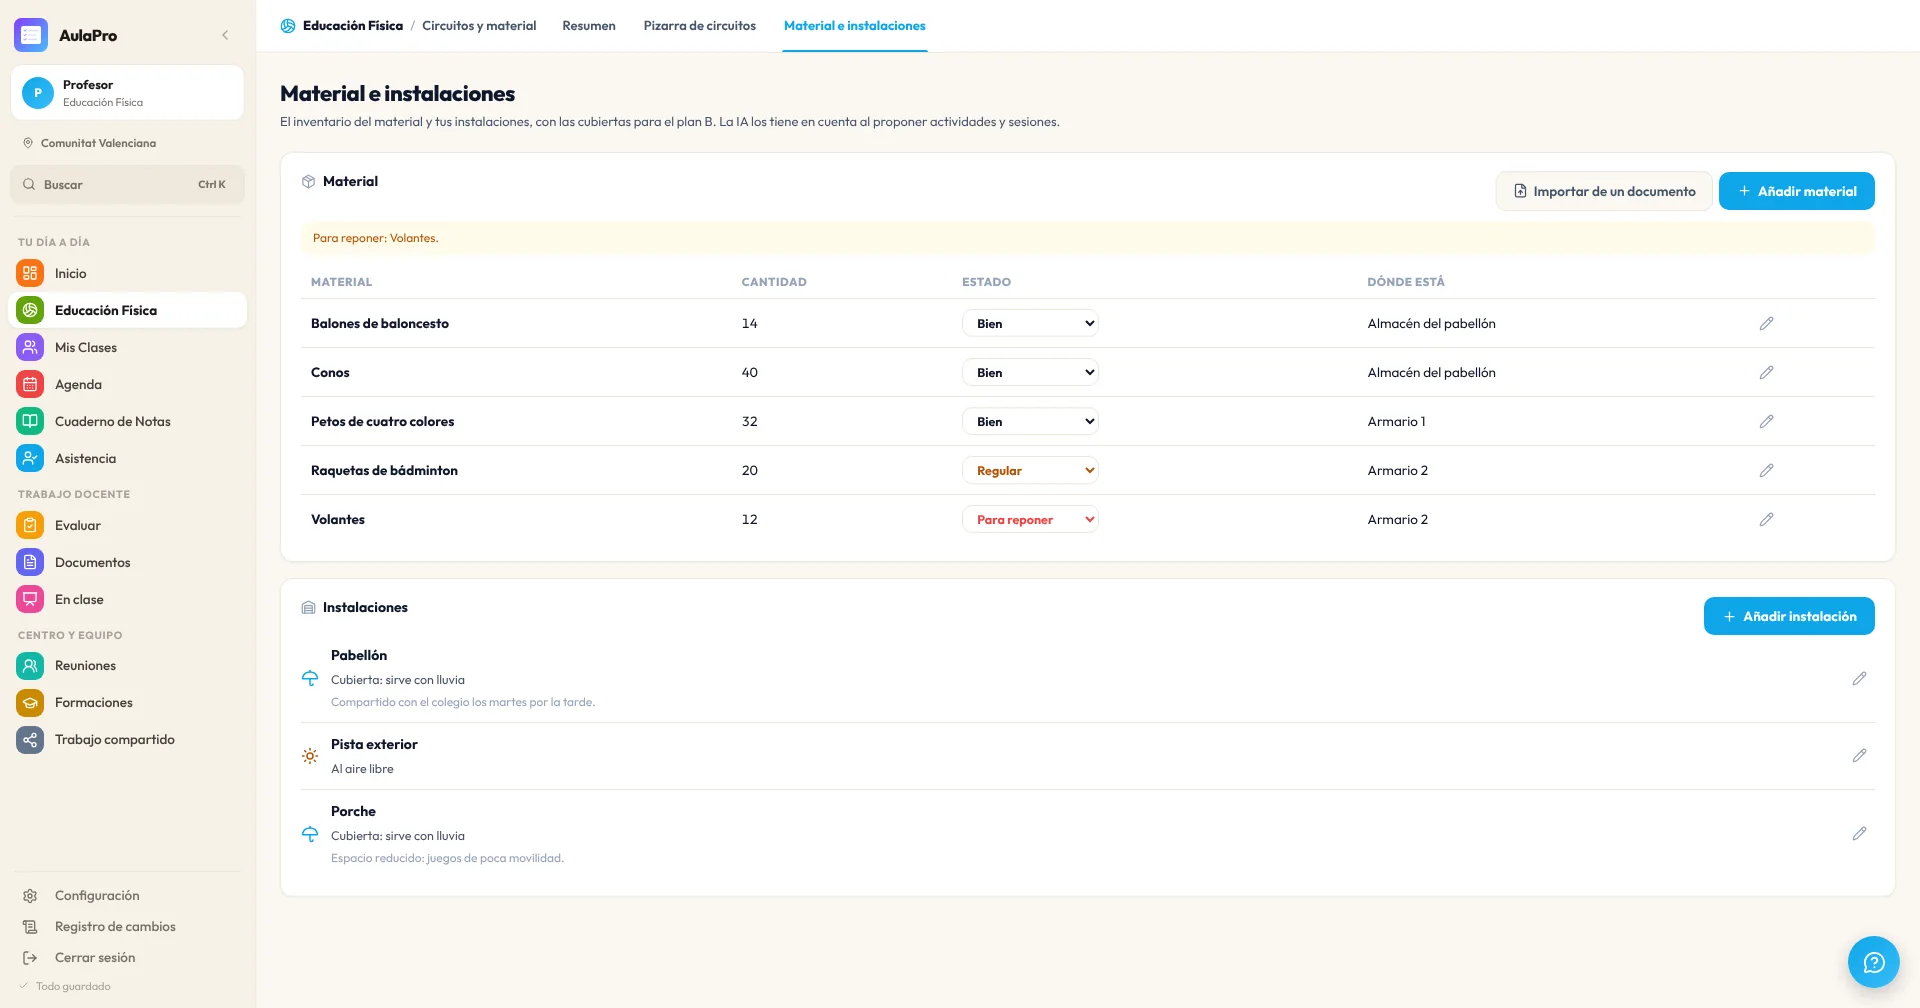 AulaPro
P
Profesor
Educación Física
Comunitat Valenciana
Buscar
Ctrl K
TU DÍA A DÍA
Inicio
Educación Física
Mis Clases
Agenda
Cuaderno de Notas
Asistencia
TRABAJO DOCENTE
Evaluar
Documentos
En clase
CENTRO Y EQUIPO
Reuniones
Formaciones
Trabajo compartido
Configuración
Registro de cambios
Cerrar sesión
Todo guardado
Educación Física / Circuitos y material
Resumen
Pizarra de circuitos
Material e instalaciones
Material e instalaciones
El inventario del material y tus instalaciones, con las cubiertas para el plan B. La IA los tiene en cuenta al proponer actividades y sesiones.
Material
Importar de un documento
+ Añadir material
Para reponer: Volantes.
MATERIAL CANTIDAD ESTADO DÓNDE ESTÁ
Balones de baloncesto 14 Bien Almacén del pabellón
Conos 40 Bien Almacén del pabellón
Petos de cuatro colores 32 Bien Armario 1
Raquetas de bádminton 20 Regular Armario 2
Volantes 12 Para reponer Armario 2
Instalaciones
+ Añadir instalación
Pabellón
Cubierta: sirve con lluvia
Compartido con el colegio los martes por la tarde.
Pista exterior
Al aire libre
Porche
Cubierta: sirve con lluvia
Espacio reducido: juegos de poca movilidad.